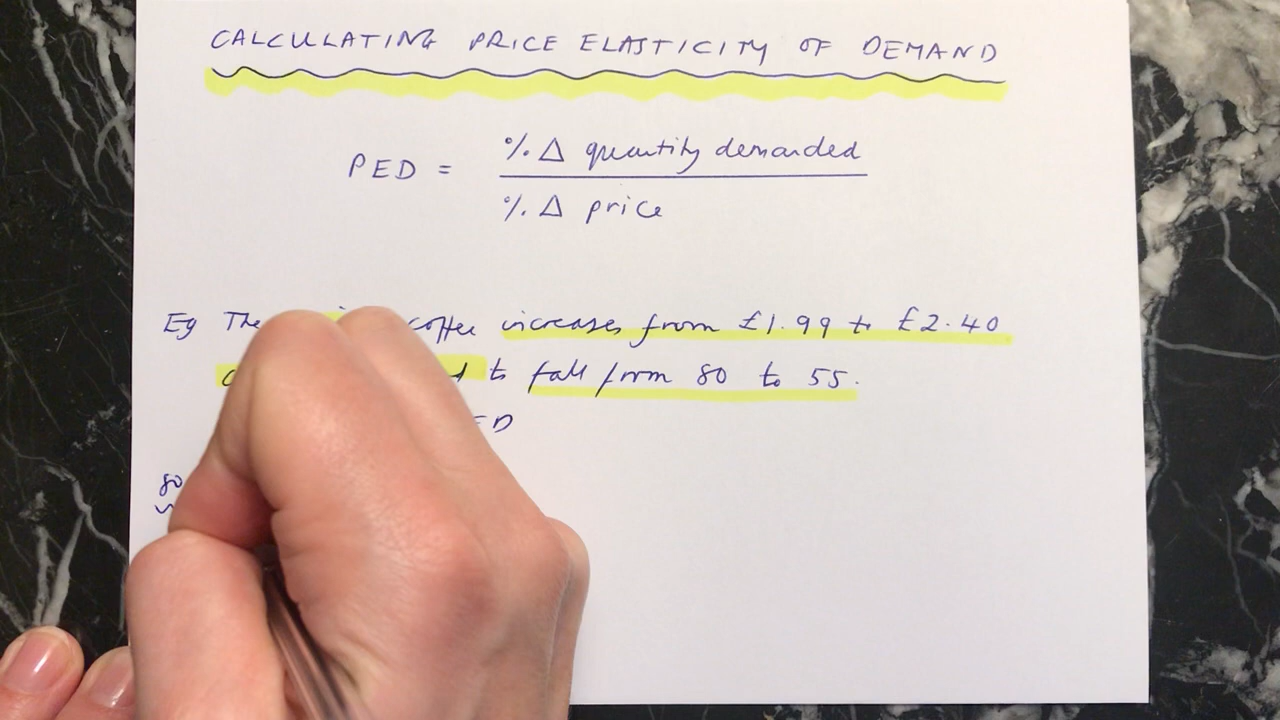 CALCULATING PRICE ELASTICITY OF DEMAND
% Δ quantity demanded
PED =
% Δ price
Eg The coffee increases from £1.99 to £2.40
to fall from 80 to 55.
80